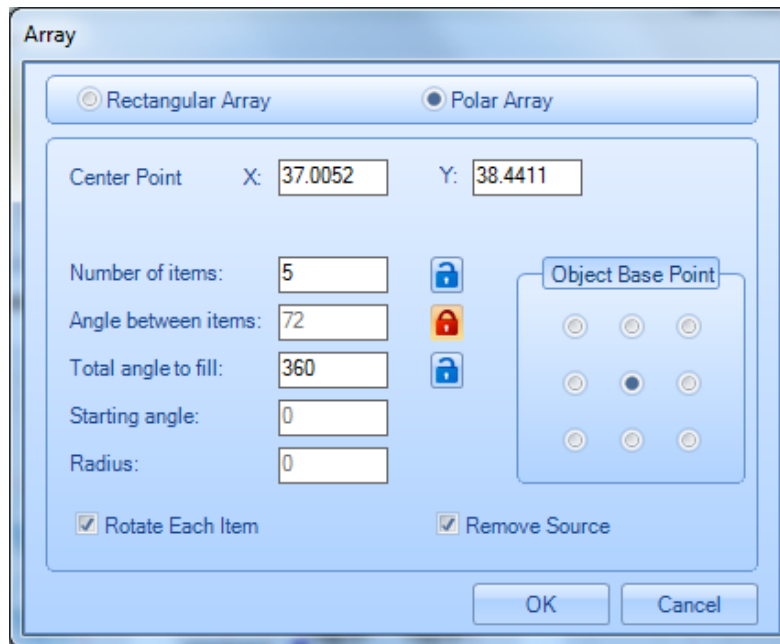 Array
Rectangular Array Polar Array
Center Point X: 37.0052 Y: 38.4411
Number of items: 5
Object Base Point
Angle between items: 72
Total angle to fill: 360
Starting angle: 0
Radius: 0
Rotate Each Item Remove Source
OK Cancel